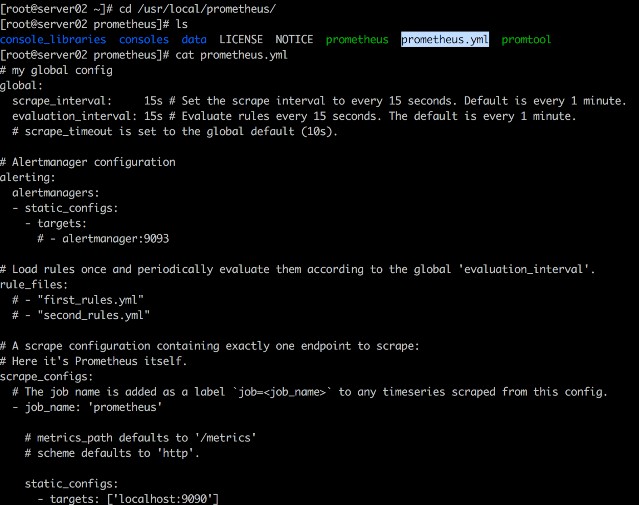 [root@server02 ~]# cd /usr/local/prometheus/
[root@server02 prometheus]# ls
console_libraries  consoles  data  LICENSE  NOTICE  prometheus  prometheus.yml  promtool
[root@server02 prometheus]# cat prometheus.yml
# my global config
global:
  scrape_interval:     15s # Set the scrape interval to every 15 seconds. Default is every 1 minute.
  evaluation_interval: 15s # Evaluate rules every 15 seconds. The default is every 1 minute.
  # scrape_timeout is set to the global default (10s).

# Alertmanager configuration
alerting:
  alertmanagers:
  - static_configs:
    - targets:
      # - alertmanager:9093

# Load rules once and periodically evaluate them according to the global 'evaluation_interval'.
rule_files:
  # - "first_rules.yml"
  # - "second_rules.yml"

# A scrape configuration containing exactly one endpoint to scrape:
# Here it's Prometheus itself.
scrape_configs:
  # The job name is added as a label `job=<job_name>` to any timeseries scraped from this config.
  - job_name: 'prometheus'

    # metrics_path defaults to '/metrics'
    # scheme defaults to 'http'.

    static_configs:
      - targets: ['localhost:9090']